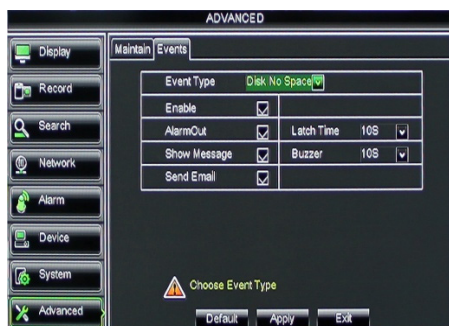 ADVANCED
Display
Record
Search
Network
Alarm
Device
System
Advanced
Maintain Events
Event Type Disk No Space
Enable
AlarmOut Latch Time 10S
Show Message Buzzer 10S
Send Email
Choose Event Type
Default Apply Exit